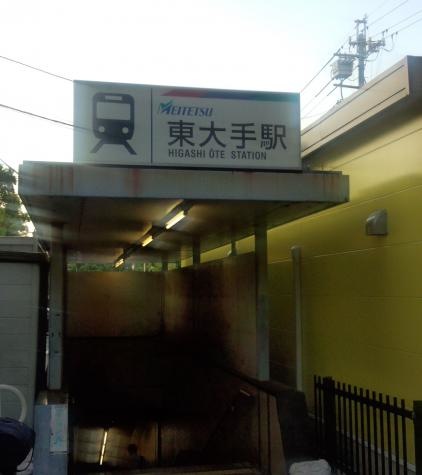 MEITETSU
東大手駅
HIGASHI ŌTE STATION